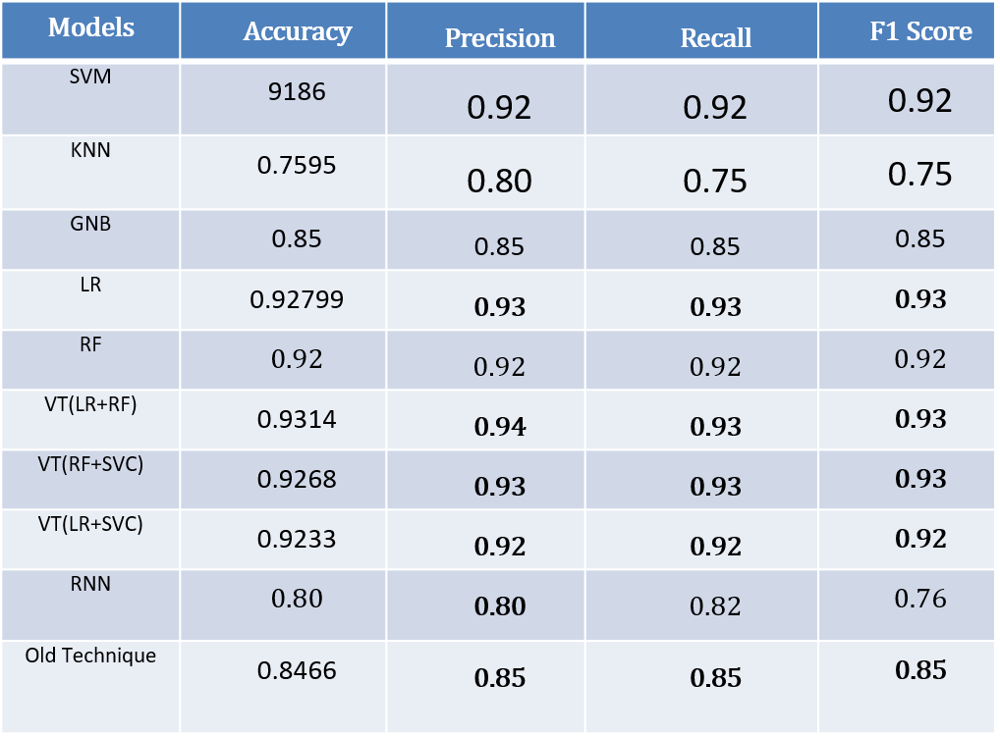 Models Accuracy Precision Recall F1 Score
SVM 9186 0.92 0.92 0.92
KNN 0.7595 0.80 0.75 0.75
GNB 0.85 0.85 0.85 0.85
LR 0.92799 0.93 0.93 0.93
RF 0.92 0.92 0.92 0.92
VT(LR+RF) 0.9314 0.94 0.93 0.93
VT(RF+SVC) 0.9268 0.93 0.93 0.93
VT(LR+SVC) 0.9233 0.92 0.92 0.92
RNN 0.80 0.80 0.82 0.76
Old Technique 0.8466 0.85 0.85 0.85